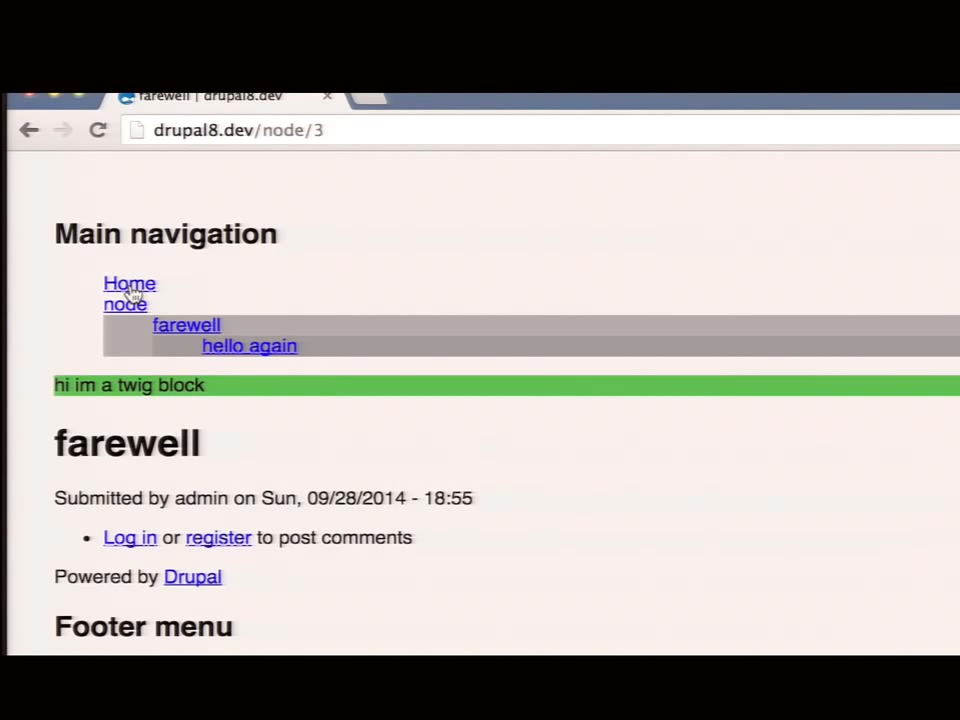 farewell | drupal8.dev
drupal8.dev/node/3
Main navigation
Home
node
farewell
hello again
hi im a twig block
farewell
Submitted by admin on Sun, 09/28/2014 - 18:55
• Log in or register to post comments
Powered by Drupal
Footer menu